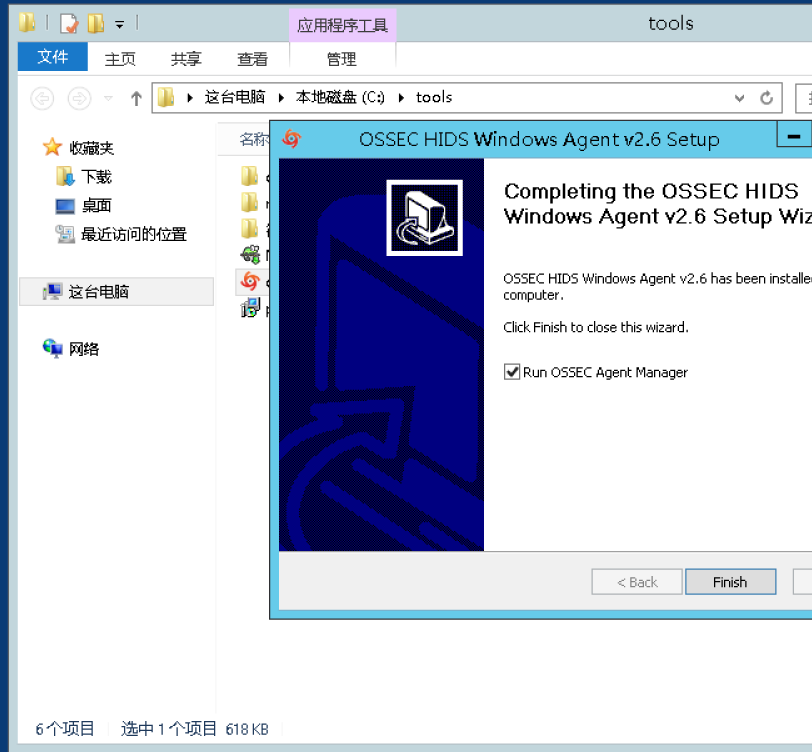 应用程序工具
tools
文件 主页 共享 查看 管理
这台电脑 本地磁盘 (C:) tools
收藏夹
下载
桌面
最近访问的位置
这台电脑
网络
名称
OSSEC HIDS Windows Agent v2.6 Setup
Completing the OSSEC HIDS
Windows Agent v2.6 Setup
OSSEC HIDS Windows Agent v2.6 has been
computer.
Click Finish to close this wizard.
Run OSSEC Agent Manager
< Back Finish
6 个项目 选中 1 个项目 618 KB